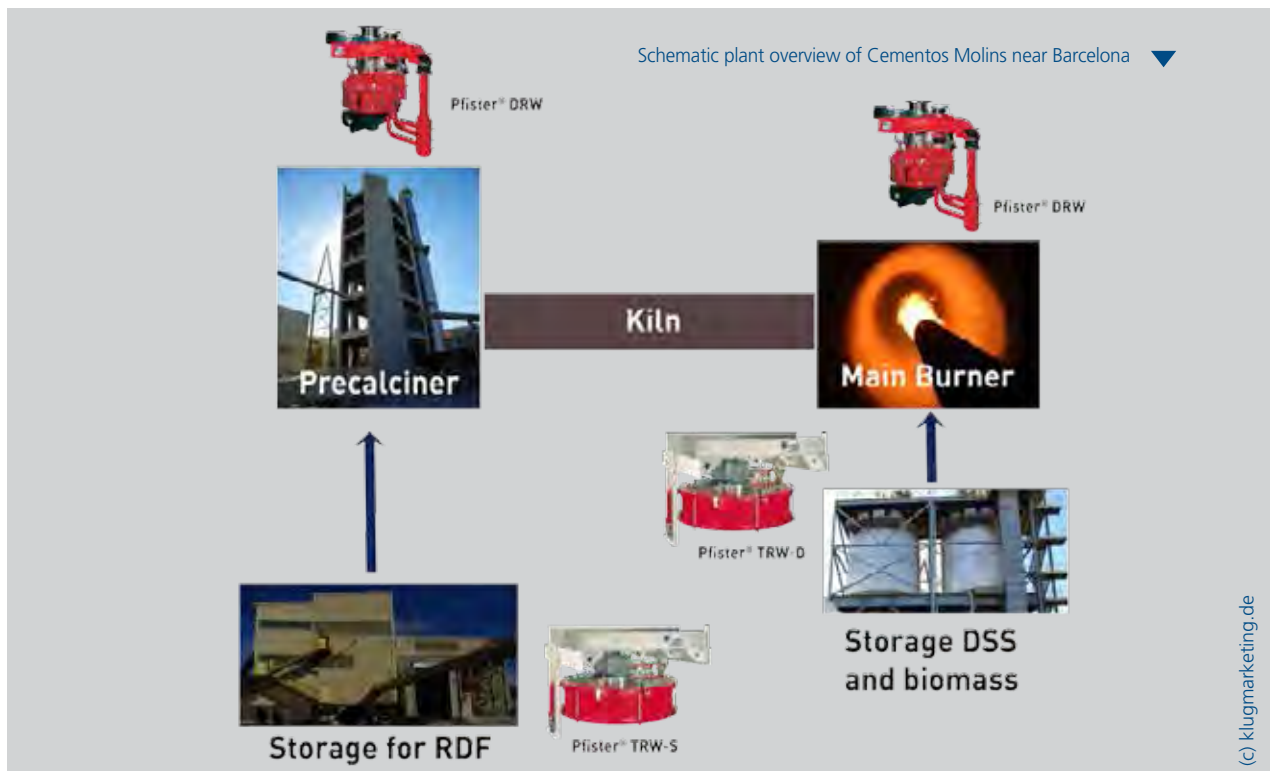 Schematic plant overview of Cementos Molins near Barcelona
Pfister® DRW
Pfister® DRW
Kiln
Precalciner
Main Burner
Pfister® TRW-D
Storage DSS
and biomass
Pfister® TRW-S
Storage for RDF
(c) klugmarketing.de